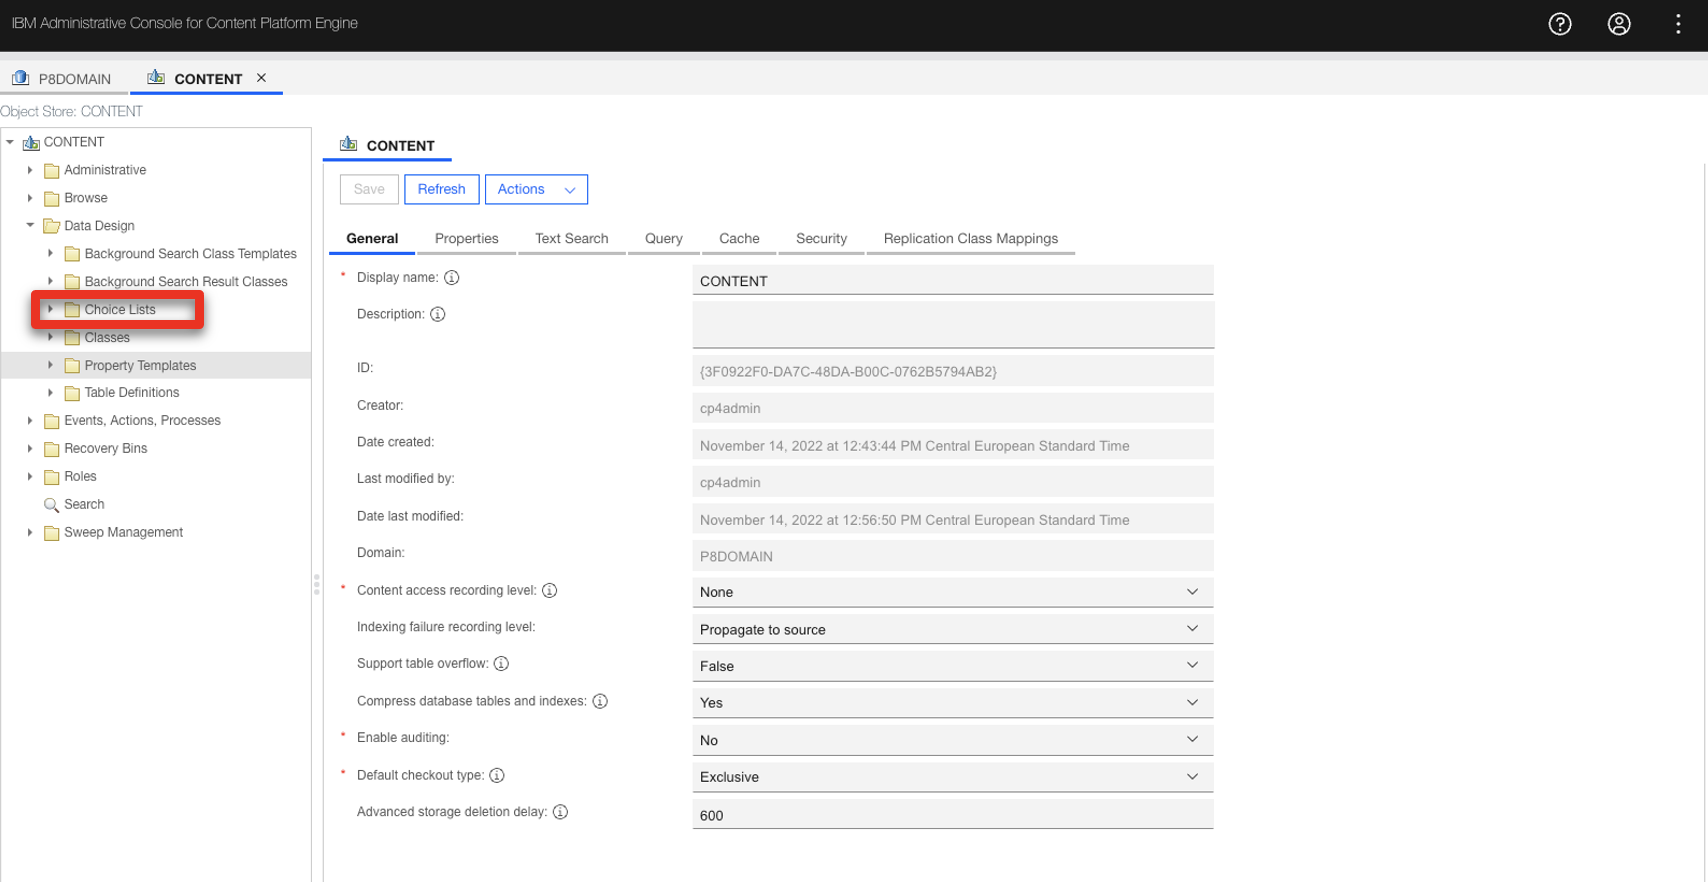 IBM Administrative Console for Content Platform Engine
P8DOMAIN
CONTENT
Object Store: CONTENT
CONTENT
Administrative
Browse
Data Design
Background Search Class Templates
Background Search Result Classes
Choice Lists
Classes
Property Templates
Table Definitions
Events, Actions, Processes
Recovery Bins
Roles
Search
Sweep Management
CONTENT
Save Refresh Actions
General Properties Text Search Query Cache Security Replication Class Mappings
* Display name: CONTENT
Description:
ID: {3F0922F0-DA7C-48DA-B00C-0762B5794AB2}
Creator: cp4admin
Date created: November 14, 2022 at 12:43:44 PM Central European Standard Time
Last modified by: cp4admin
Date last modified: November 14, 2022 at 12:56:50 PM Central European Standard Time
Domain: P8DOMAIN
* Content access recording level: None
Indexing failure recording level: Propagate to source
Support table overflow: False
Compress database tables and indexes: Yes
* Enable auditing: No
* Default checkout type: Exclusive
Advanced storage deletion delay: 600